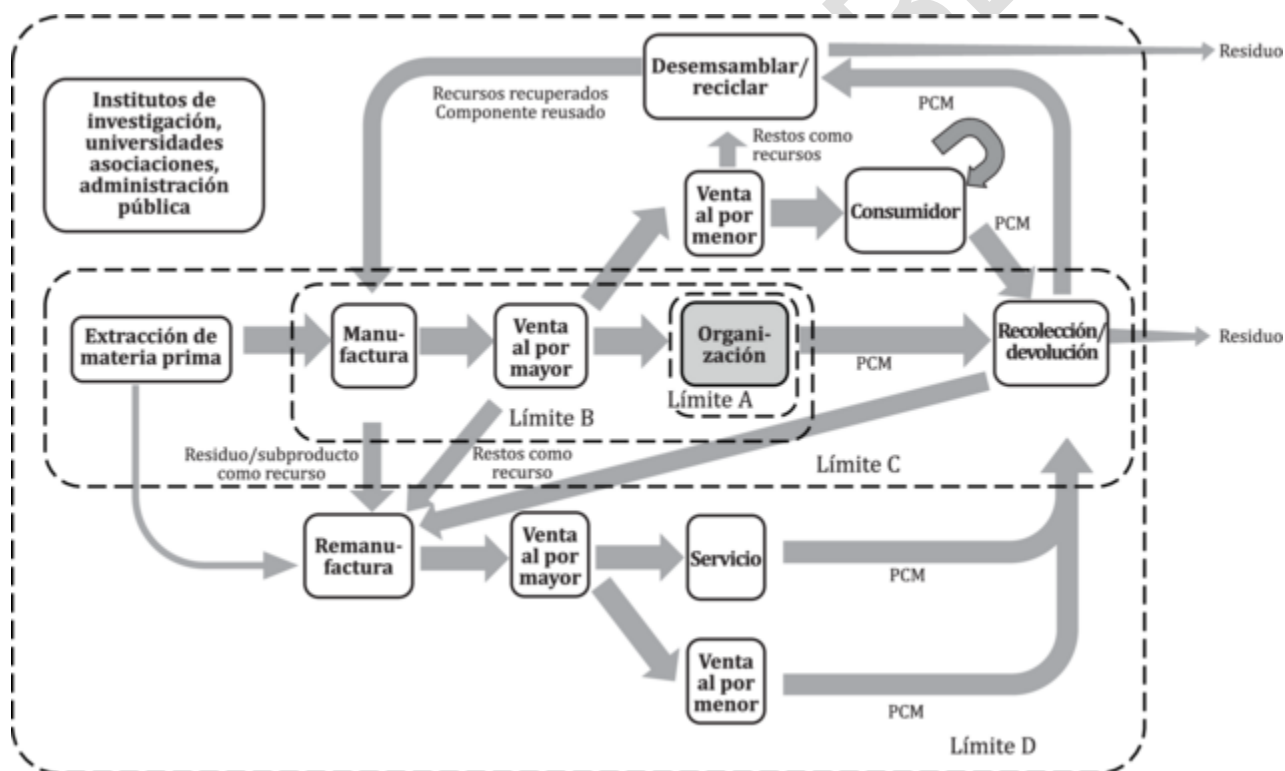 Desemsamblar/
reciclar
Residuo
Institutos de
investigación,
universidades
asociaciones,
administración
pública
Recursos recuperados
Componente reusado
PCM
Restos como
recursos
Venta
al por
menor
Consumidor
PCM
Extracción de
materia prima
Manu-
factura
Venta
al por
mayor
Organi-
zación
PCM
Recolección/
devolución
Residuo
Límite A
Límite B
Residuo/subproducto
como recurso
Restos como
recurso
Límite C
Remanu-
factura
Venta
al por
mayor
Servicio
PCM
Venta
al por
menor
PCM
Límite D